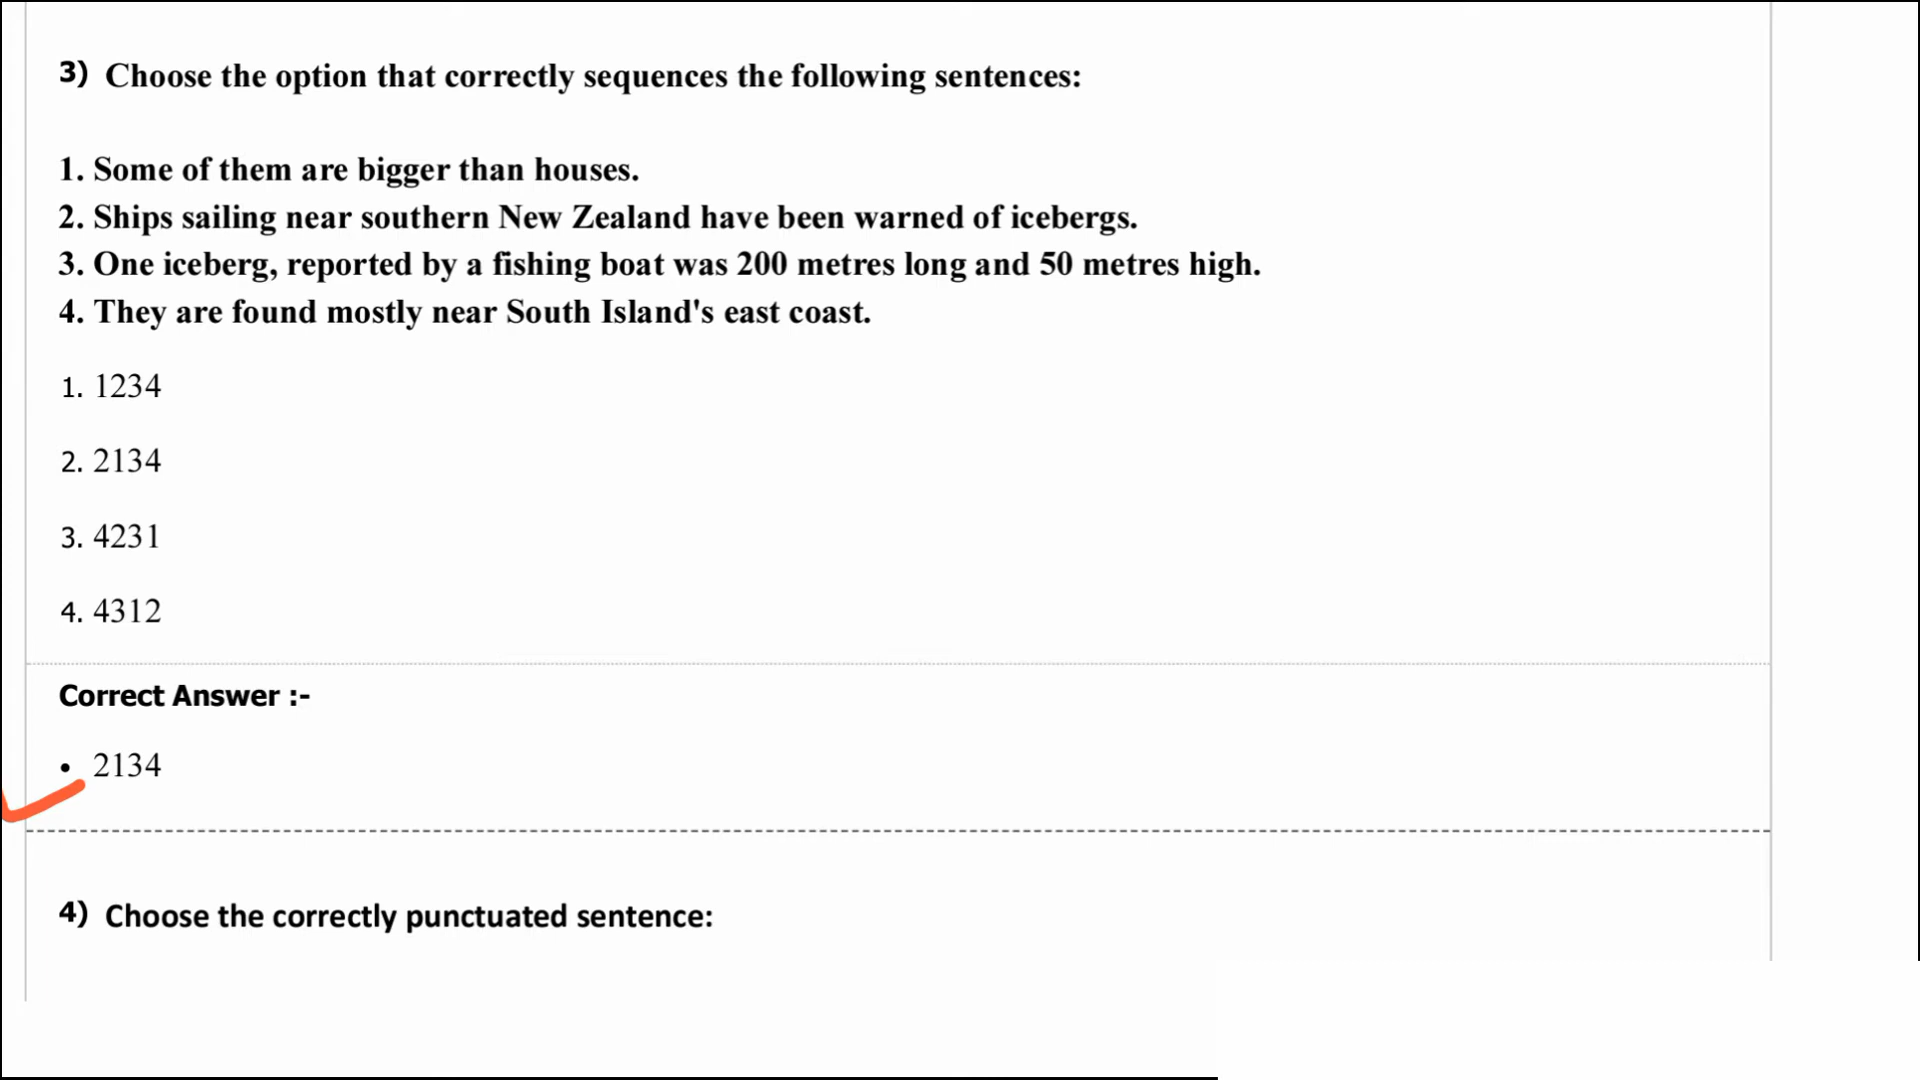 3) Choose the option that correctly sequences the following sentences:
1. Some of them are bigger than houses.
2. Ships sailing near southern New Zealand have been warned of icebergs.
3. One iceberg, reported by a fishing boat was 200 metres long and 50 metres high.
4. They are found mostly near South Island's east coast.
1. 1234
2. 2134
3. 4231
4. 4312
Correct Answer :-
• 2134
4) Choose the correctly punctuated sentence: